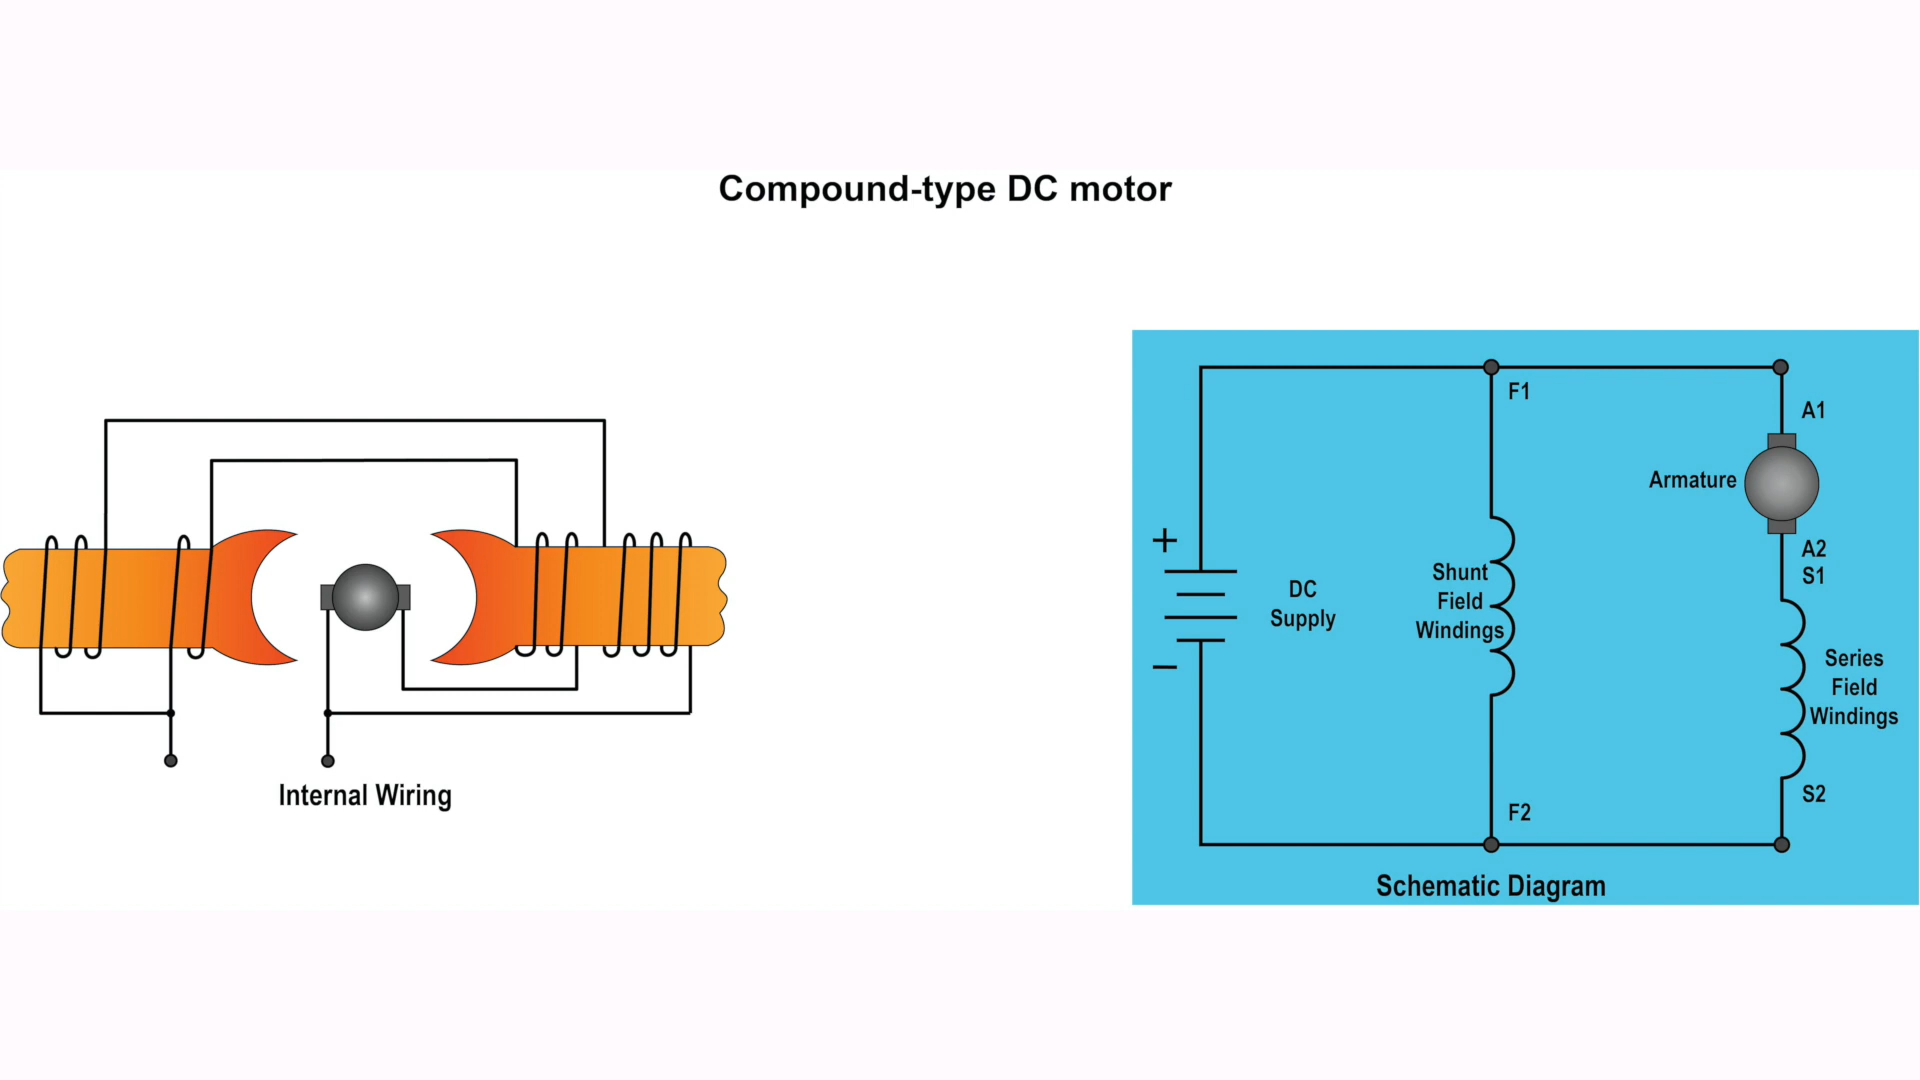 Compound-type DC motor
Internal Wiring
F1
A1
Armature
+
DC
Supply
−
Shunt
Field
Windings
A2
S1
Series
Field
Windings
S2
F2
Schematic Diagram